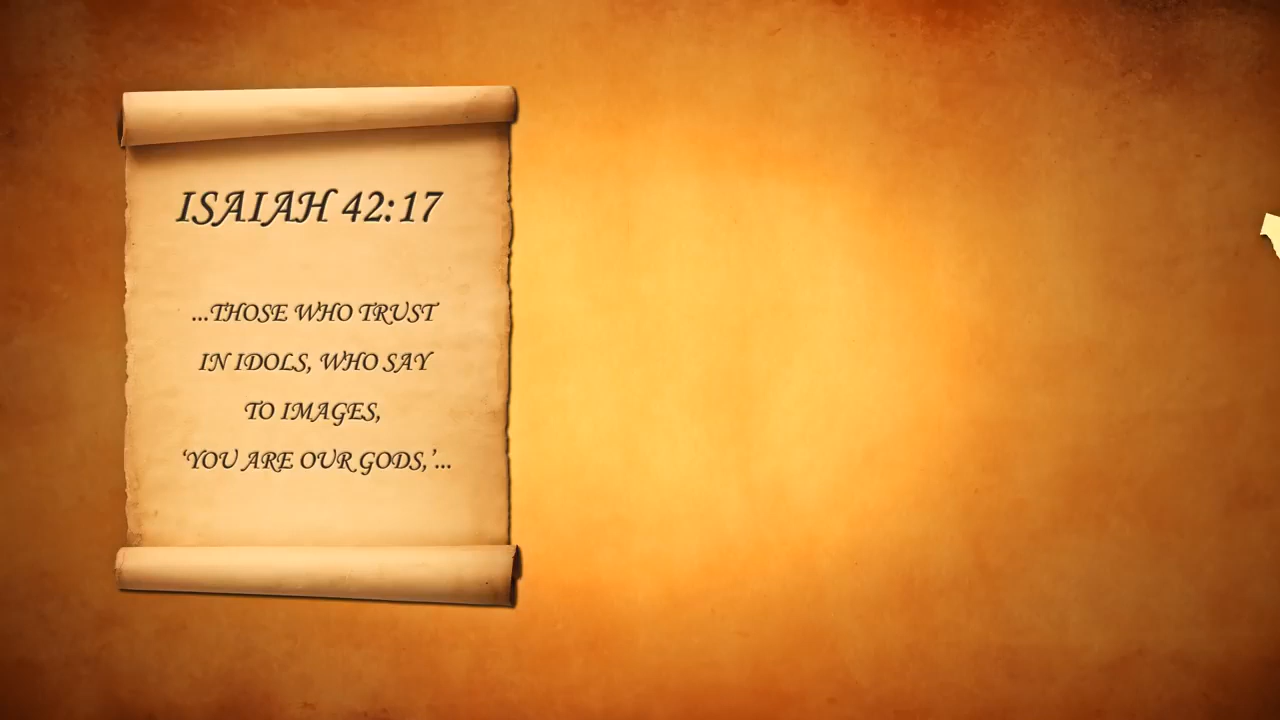 ISAIAH 42:17
...THOSE WHO TRUST
IN IDOLS, WHO SAY
TO IMAGES,
‘YOU ARE OUR GODS,’...